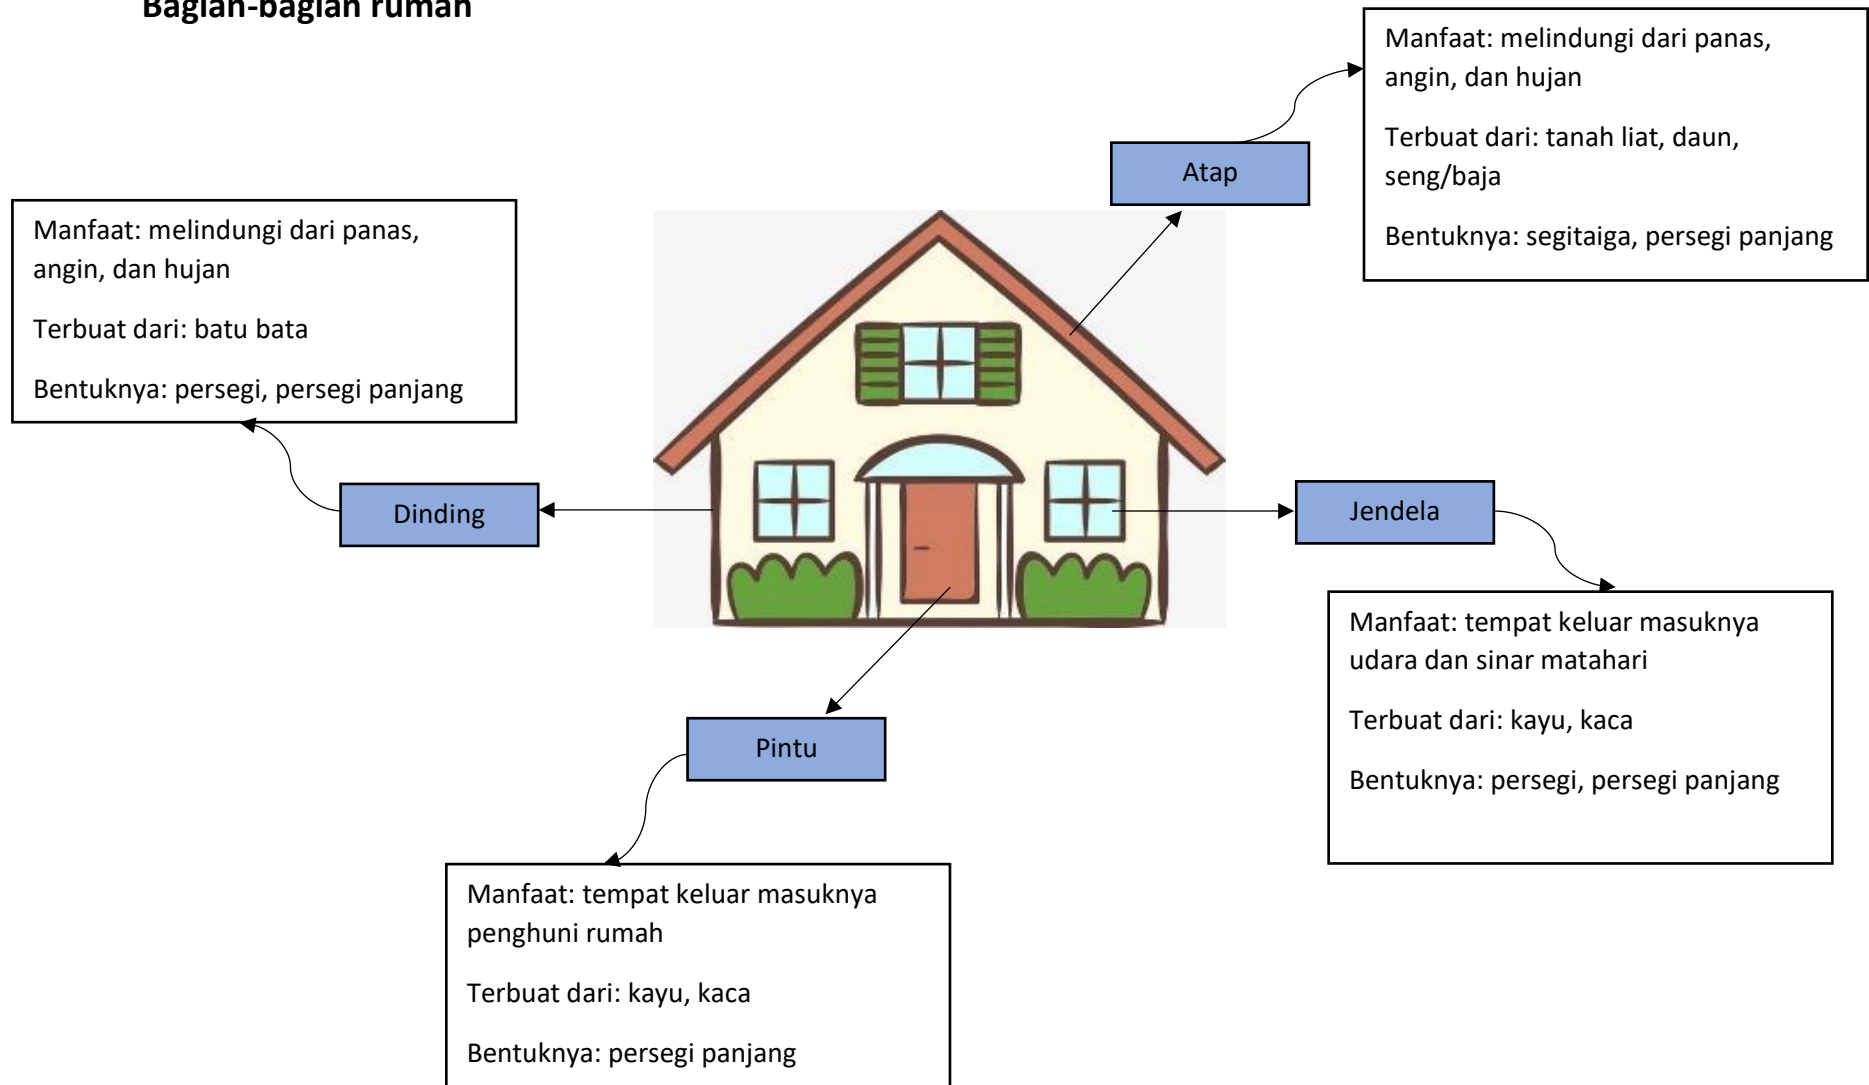 Bagian-bagian rumah
Manfaat: melindungi dari panas,
angin, dan hujan
Terbuat dari: tanah liat, daun,
seng/baja
Bentuknya: segitaiga, persegi panjang
Atap
Manfaat: melindungi dari panas,
angin, dan hujan
Terbuat dari: batu bata
Bentuknya: persegi, persegi panjang
Dinding
Jendela
Manfaat: tempat keluar masuknya
udara dan sinar matahari
Terbuat dari: kayu, kaca
Bentuknya: persegi, persegi panjang
Pintu
Manfaat: tempat keluar masuknya
penghuni rumah
Terbuat dari: kayu, kaca
Bentuknya: persegi panjang